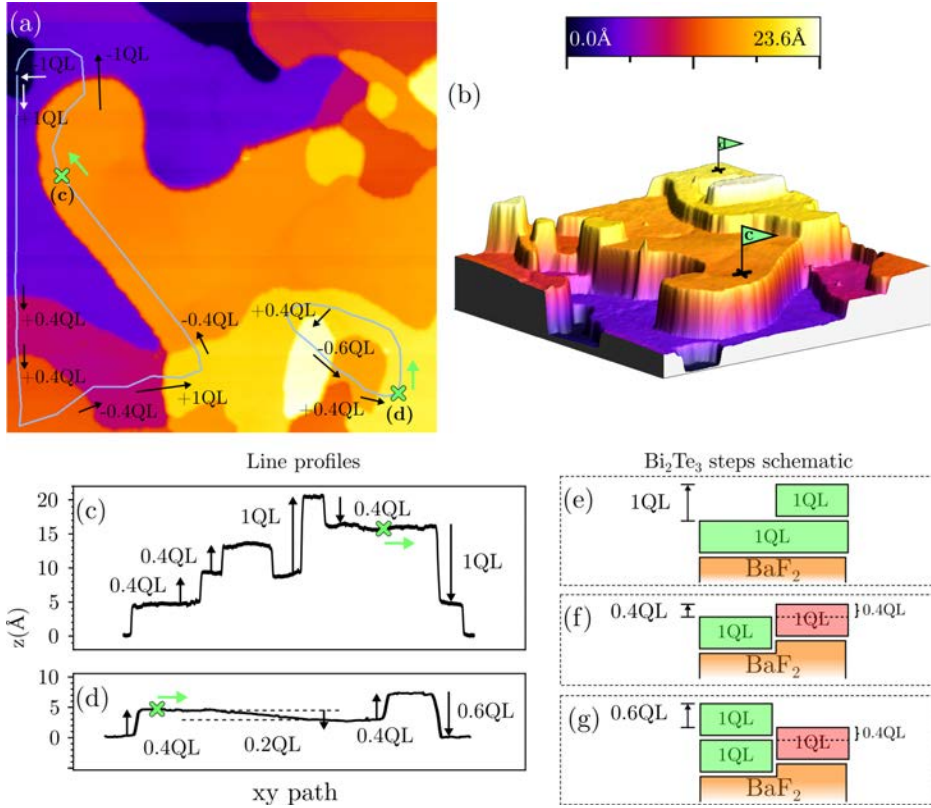 (a)
-1QL
-1QL
+1QL
(c)
+0.4QL
+0.4QL
-0.4QL
+1QL
-0.4QL
+0.4QL
-0.6QL
+0.4QL
(d)
0.0Å 23.6Å
(b)
d
c
Line profiles
(c)
20
15
10
5
0
z(Å)
0.4QL
0.4QL
1QL
0.4QL
1QL
(d)
10
5
0
0.4QL
0.2QL
0.4QL
0.6QL
xy path
Bi₂Te₃ steps schematic
(e)
1QL
1QL
1QL
BaF₂
(f)
0.4QL
1QL
1QL
0.4QL
BaF₂
(g)
0.6QL
1QL
1QL
1QL
0.4QL
BaF₂